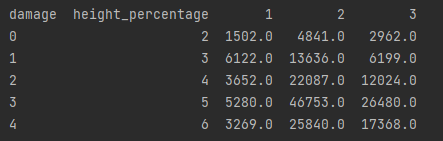 damage height_percentage 1 2 3
0 2 1502.0 4841.0 2962.0
1 3 6122.0 13636.0 6199.0
2 4 3652.0 22087.0 12024.0
3 5 5280.0 46753.0 26480.0
4 6 3269.0 25840.0 17368.0